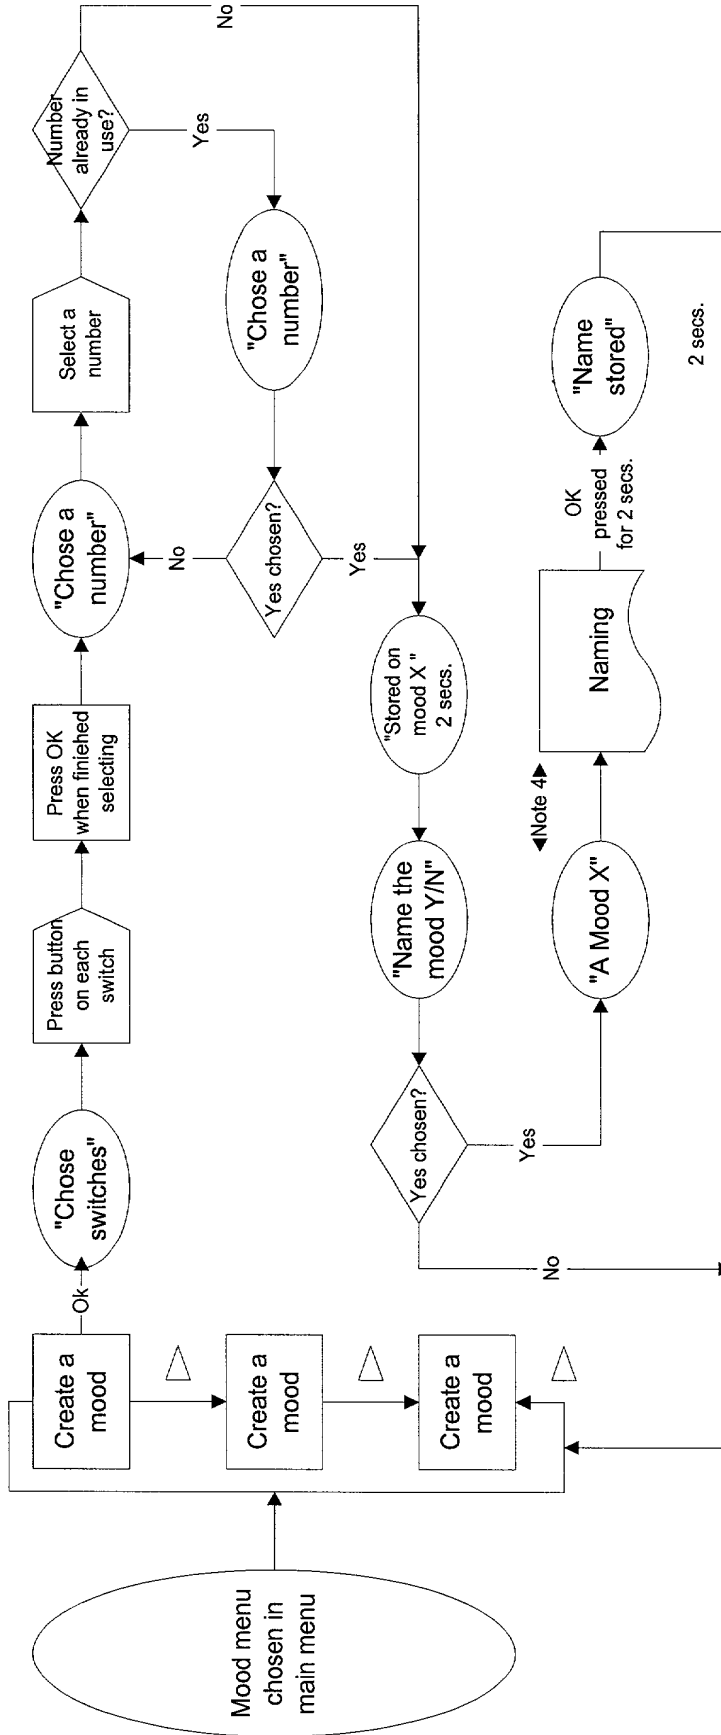 Mood menu
chosen in
main menu
Create a
mood
Ok
"Chose
switches"
Press button
on each
switch
Press OK
when finiehed
selecting
"Chose a
number"
Select a
number
Number
already in
use?
No
Yes
"Chose a
number"
Yes chosen?
No
Yes
Create a
mood
Create a
mood
"Stored on
mood X "
2 secs.
"Name the
mood Y/N"
Yes chosen?
Yes
No
"A Mood X"
◀Note 4▶
Naming
OK
pressed
for 2 secs.
"Name
stored"
2 secs.